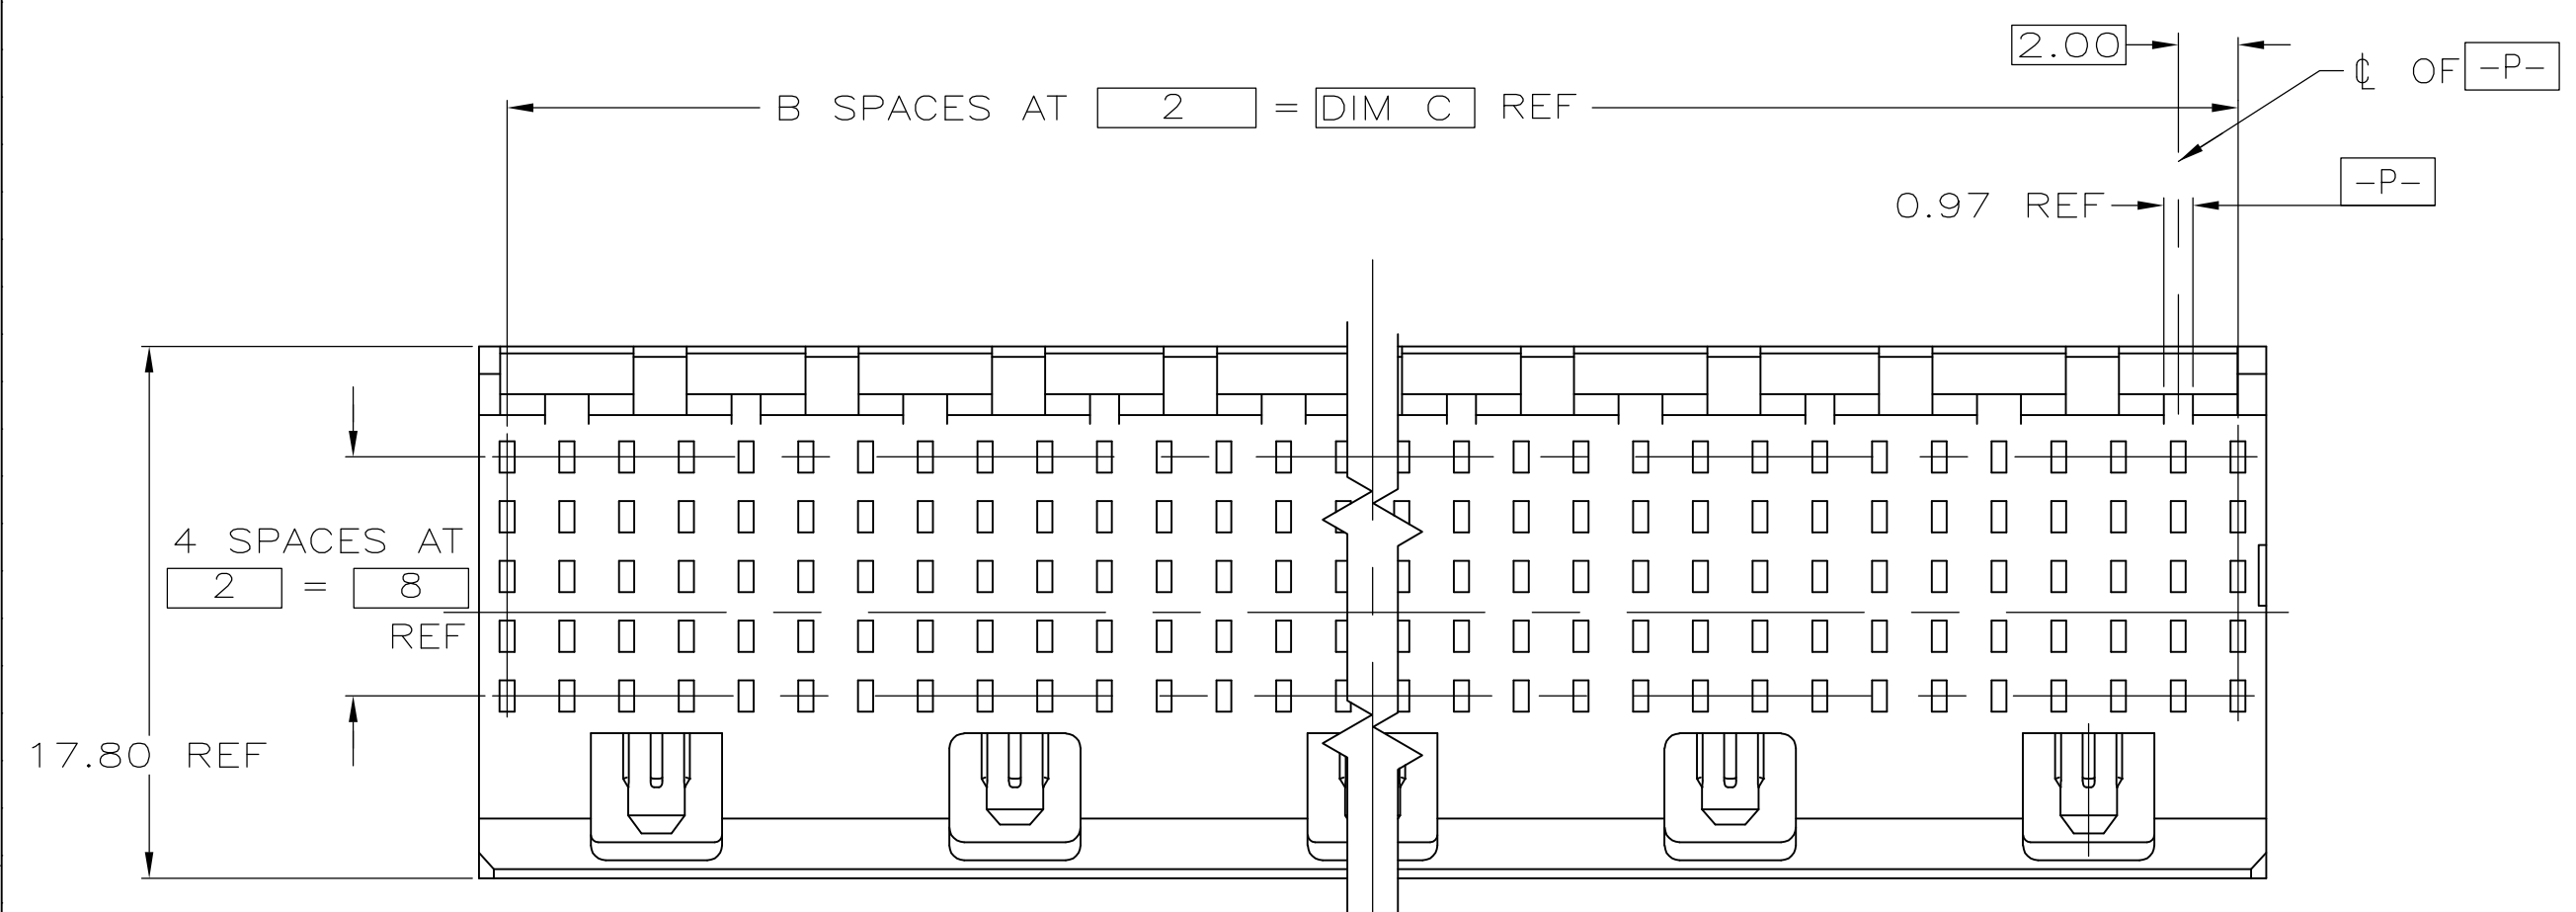 2.00
℄ OF -P-
B SPACES AT 2 = DIM C REF
-P-
0.97 REF
4 SPACES AT
2 = 8
REF
17.80 REF